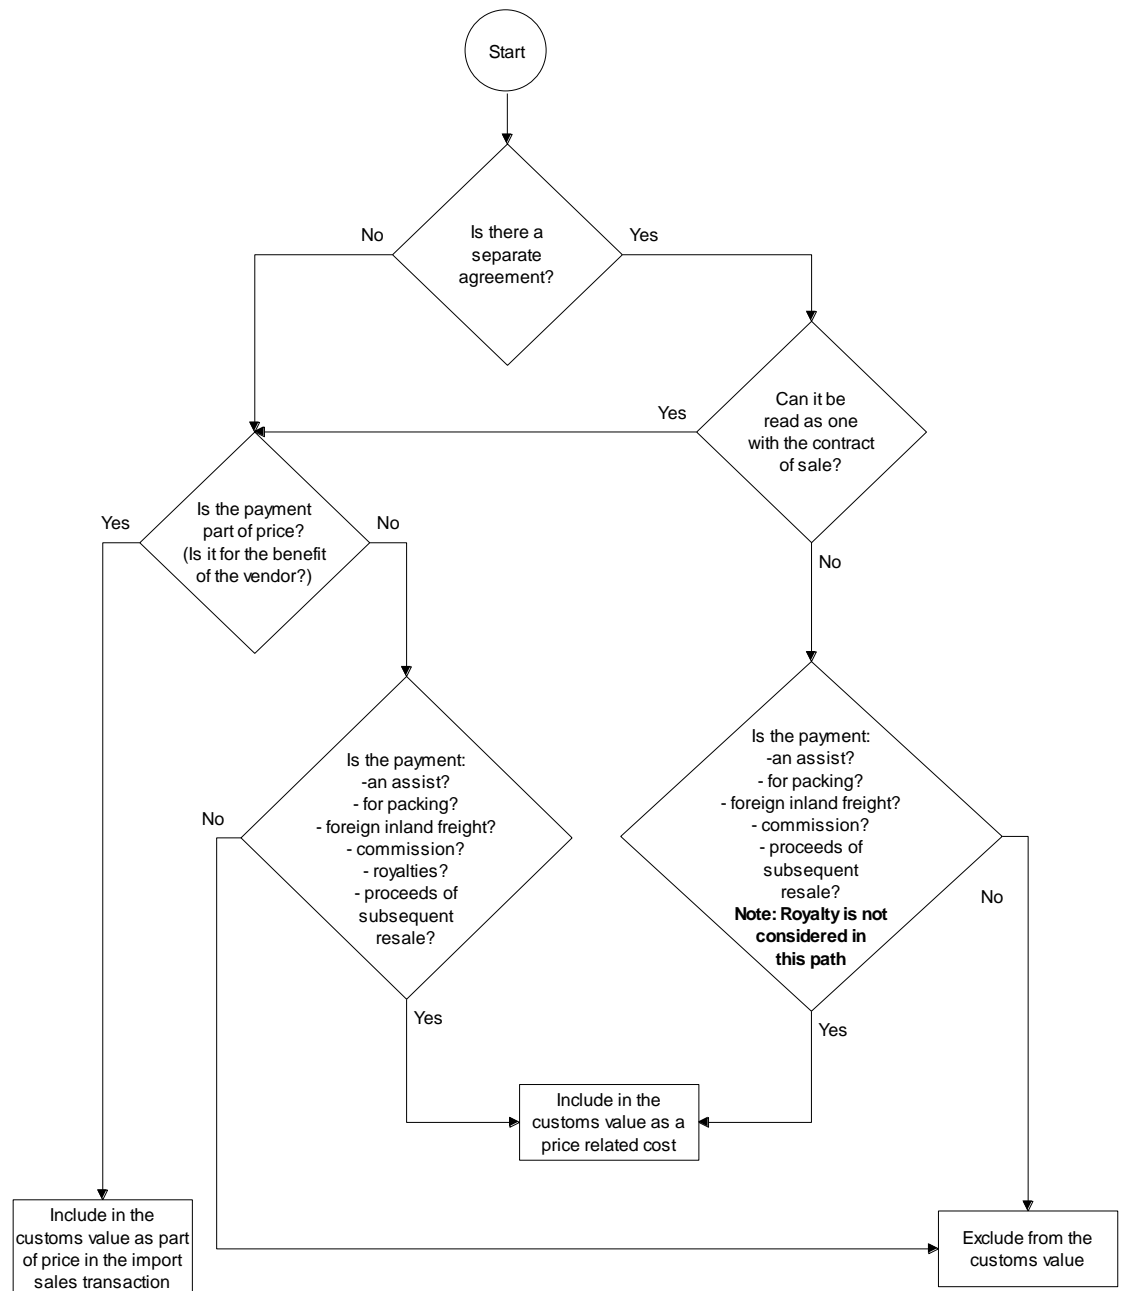 Start
Is there a
separate
agreement?
No
Yes
Can it be
read as one
with the contract
of sale?
Yes
No
Is the payment
part of price?
(Is it for the benefit
of the vendor?)
Yes
No
Is the payment:
-an assist?
- for packing?
- foreign inland freight?
- commission?
- royalties?
- proceeds of
subsequent
resale?
No
Yes
Is the payment:
-an assist?
- for packing?
- foreign inland freight?
- commission?
- proceeds of
subsequent
resale?
Note: Royalty is not
considered in
this path
No
Yes
Include in the
customs value as a
price related cost
Include in the
customs value as part
of price in the import
sales transaction
Exclude from the
customs value